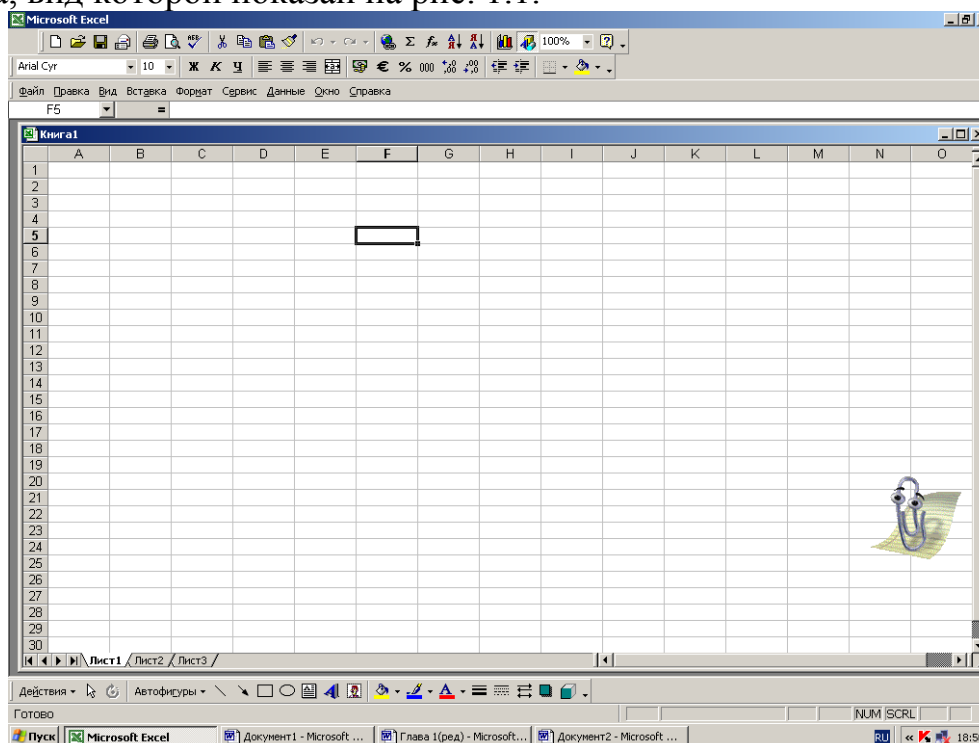 , вид которой показан на рис. 1.1.
Microsoft Excel
100%
Arial Cyr 10 Ж К Ч € % 000
Файл Правка Вид Вставка Формат Сервис Данные Окно Справка
F5 =
Книга1
A B C D E F G H I J K L M N O
1
2
3
4
5
6
7
8
9
10
11
12
13
14
15
16
17
18
19
20
21
22
23
24
25
26
27
28
29
30
Лист1 Лист2 Лист3
Действия Автофигуры
Готово NUM SCRL
Пуск Microsoft Excel Документ1 - Microsoft ... Глава 1(ред) - Microsoft... Документ2 - Microsoft ... RU «